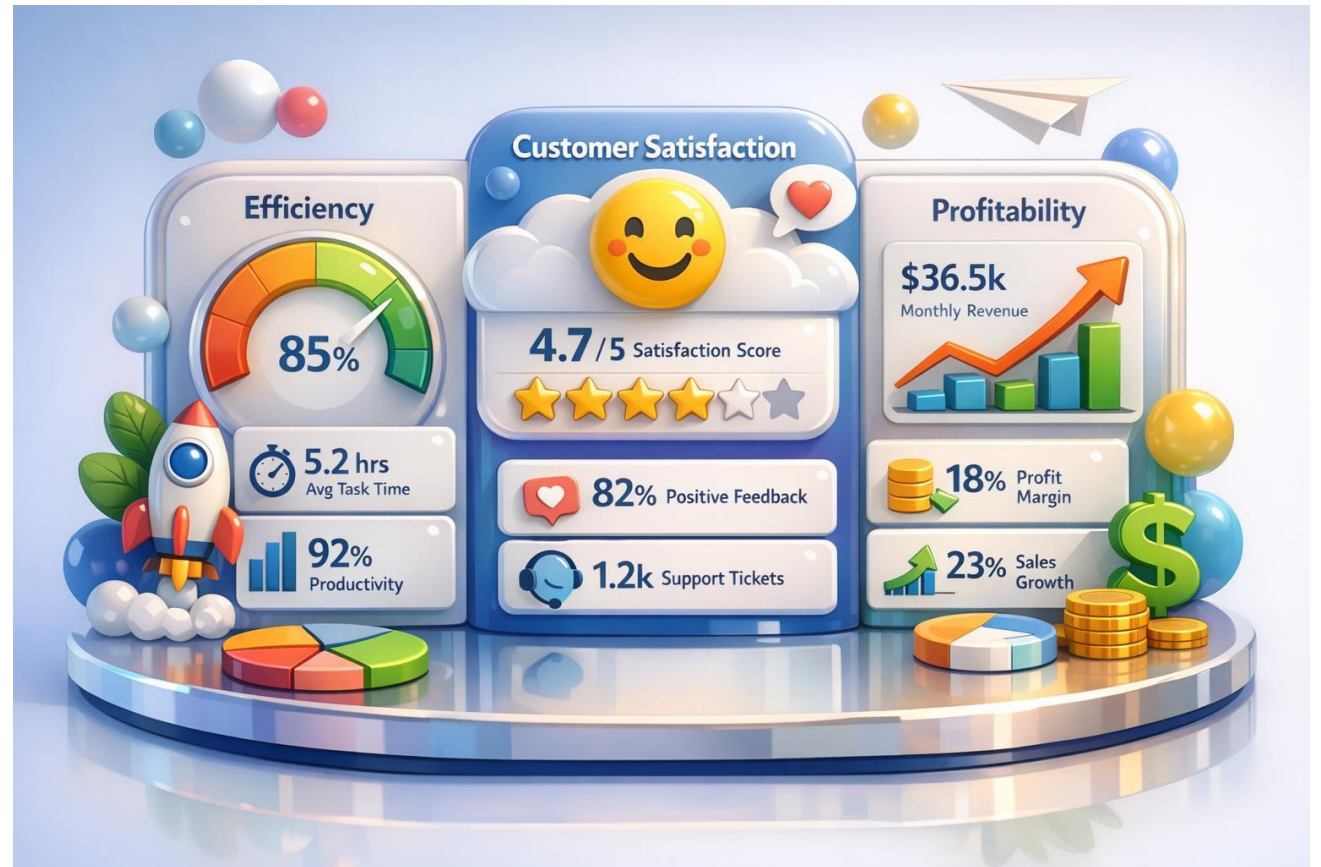 Customer Satisfaction
Efficiency
85%
5.2 hrs
Avg Task Time
92%
Productivity
4.7/5 Satisfaction Score
82% Positive Feedback
1.2k Support Tickets
Profitability
$36.5k
Monthly Revenue
18% Profit
Margin
23% Sales
Growth
$